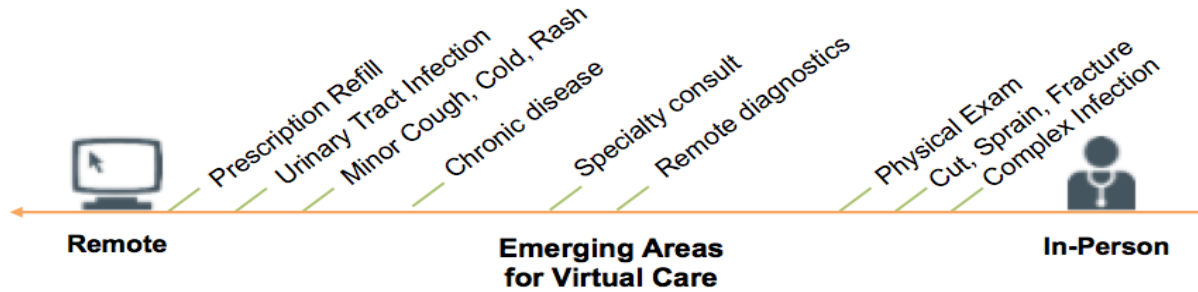 Prescription Refill
Urinary Tract Infection
Minor Cough, Cold, Rash
Chronic disease
Specialty consult
Remote diagnostics
Physical Exam
Cut, Sprain, Fracture
Complex Infection
Remote
Emerging Areas
for Virtual Care
In-Person